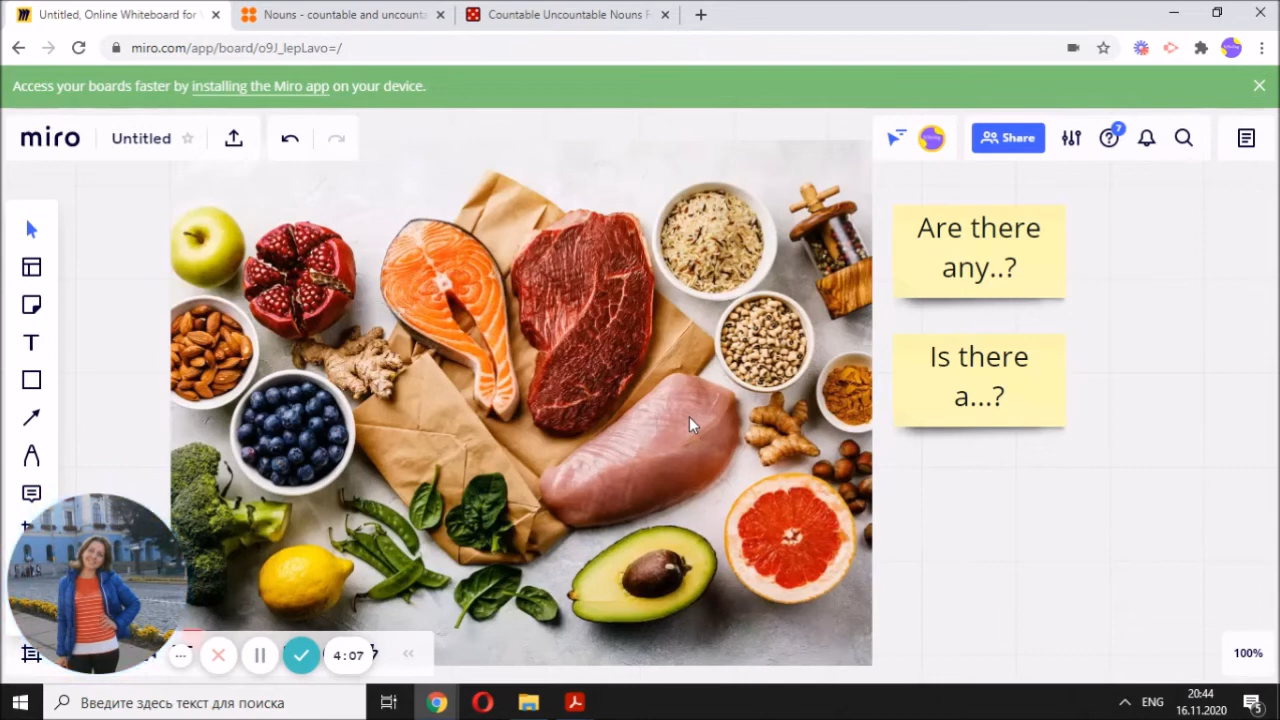 Untitled, Online Whiteboard for
Nouns - countable and uncounta
Countable Uncountable Nouns
miro.com/app/board/o9J_lepLavo=/
Access your boards faster by installing the Miro app on your device.
miro
Untitled
Share
7
Are there
any..?
Is there
a...?
T
4:07
100%
Введите здесь текст для поиска
ENG
20:44
16.11.2020
5